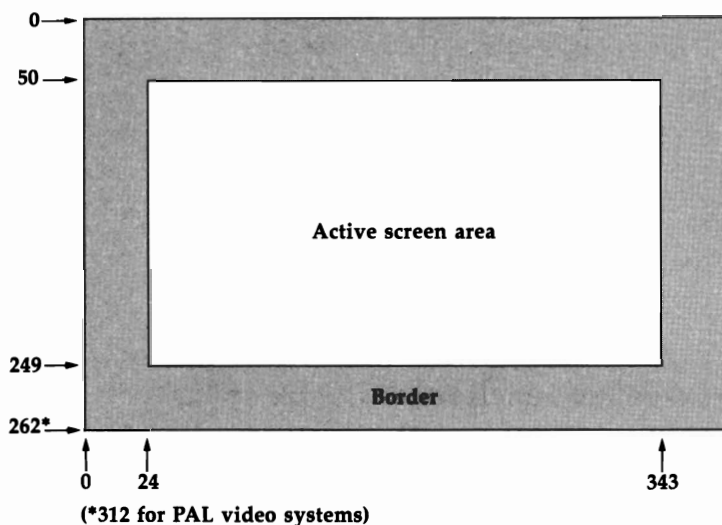 0
50
Active screen area
249
Border
262*
0 24 343
(*312 for PAL video systems)